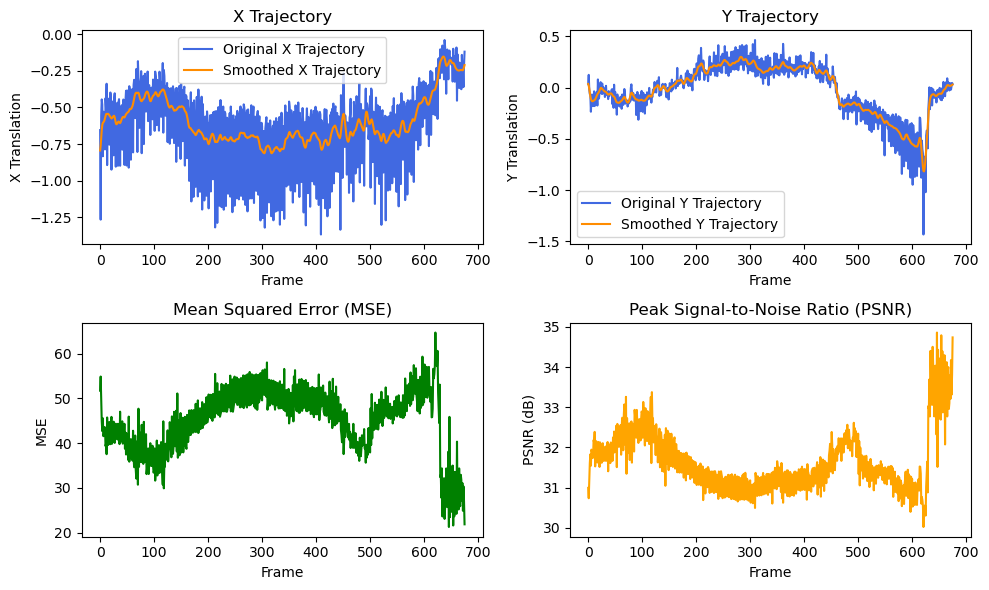 X Trajectory
0.00
−0.25
−0.50
−0.75
−1.00
−1.25
X Translation
Original X Trajectory
Smoothed X Trajectory
0 100 200 300 400 500 600 700
Frame
Y Trajectory
0.5
0.0
−0.5
−1.0
−1.5
Y Translation
Original Y Trajectory
Smoothed Y Trajectory
0 100 200 300 400 500 600 700
Frame
Mean Squared Error (MSE)
60
50
40
30
20
MSE
0 100 200 300 400 500 600 700
Frame
Peak Signal-to-Noise Ratio (PSNR)
35
34
33
32
31
30
PSNR (dB)
0 100 200 300 400 500 600 700
Frame